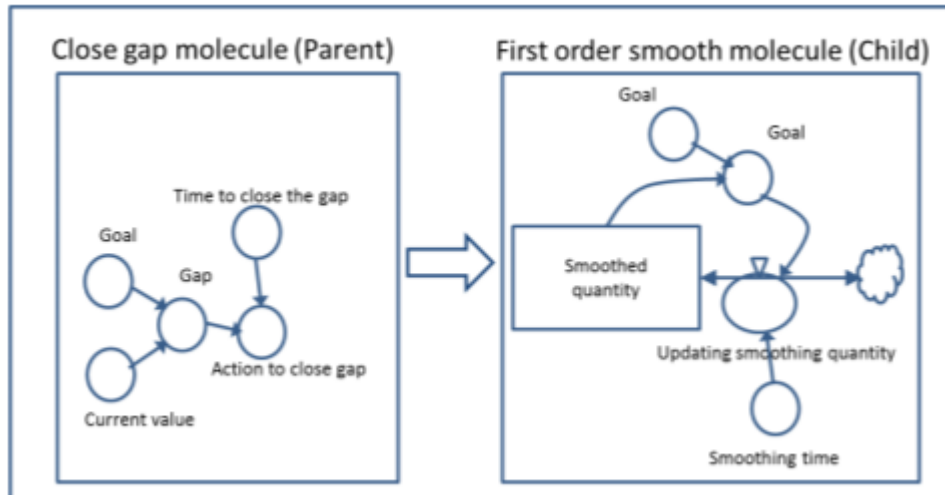 Close gap molecule (Parent)
Time to close the gap
Goal
Gap
Action to close gap
Current value
First order smooth molecule (Child)
Goal
Goal
Smoothed
quantity
Updating smoothing quantity
Smoothing time